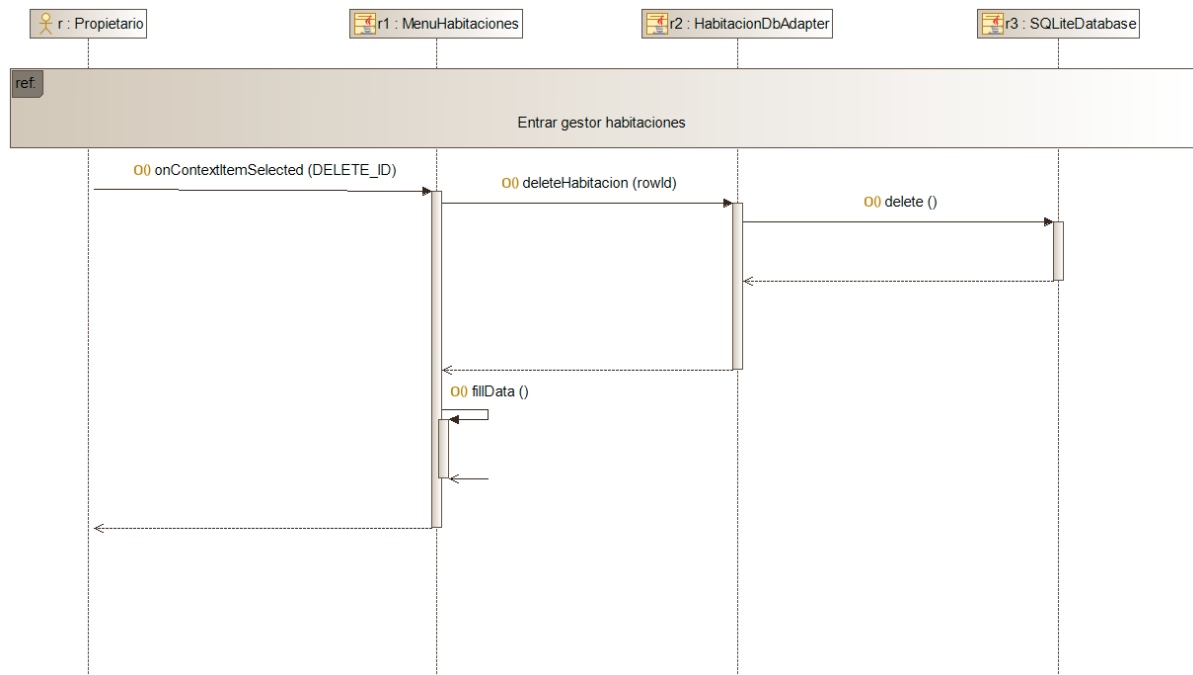 r : Propietario
r1 : MenuHabitaciones
r2 : HabitacionDbAdapter
r3 : SQLiteDatabase
ref:
Entrar gestor habitaciones
O() onContextItemSelected (DELETE_ID)
O() deleteHabitacion (rowId)
O() delete ()
O() fillData ()